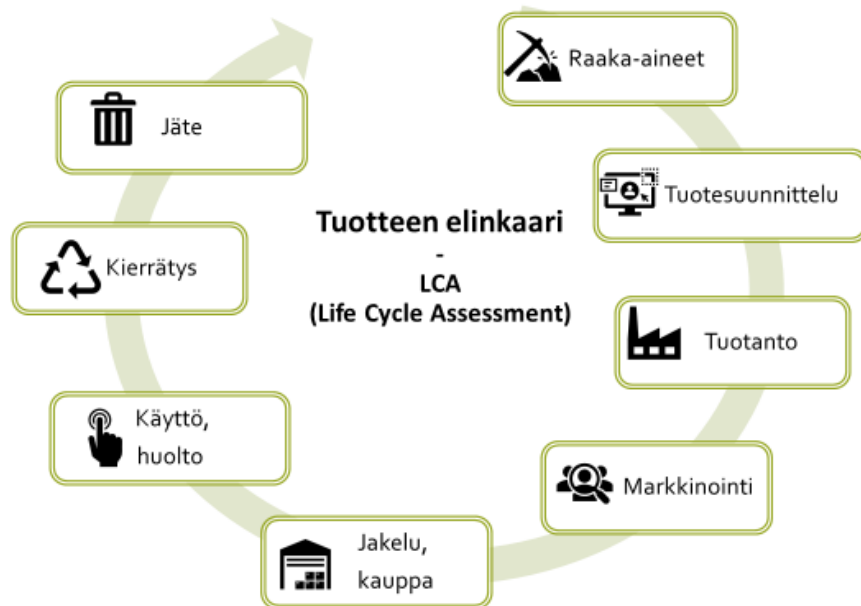 Raaka-aineet
Tuotesuunnittelu
Tuotanto
Markkinointi
Jakelu,
kauppa
Käyttö,
huolto
Kierrätys
Jäte
Tuotteen elinkaari
-
LCA
(Life Cycle Assessment)